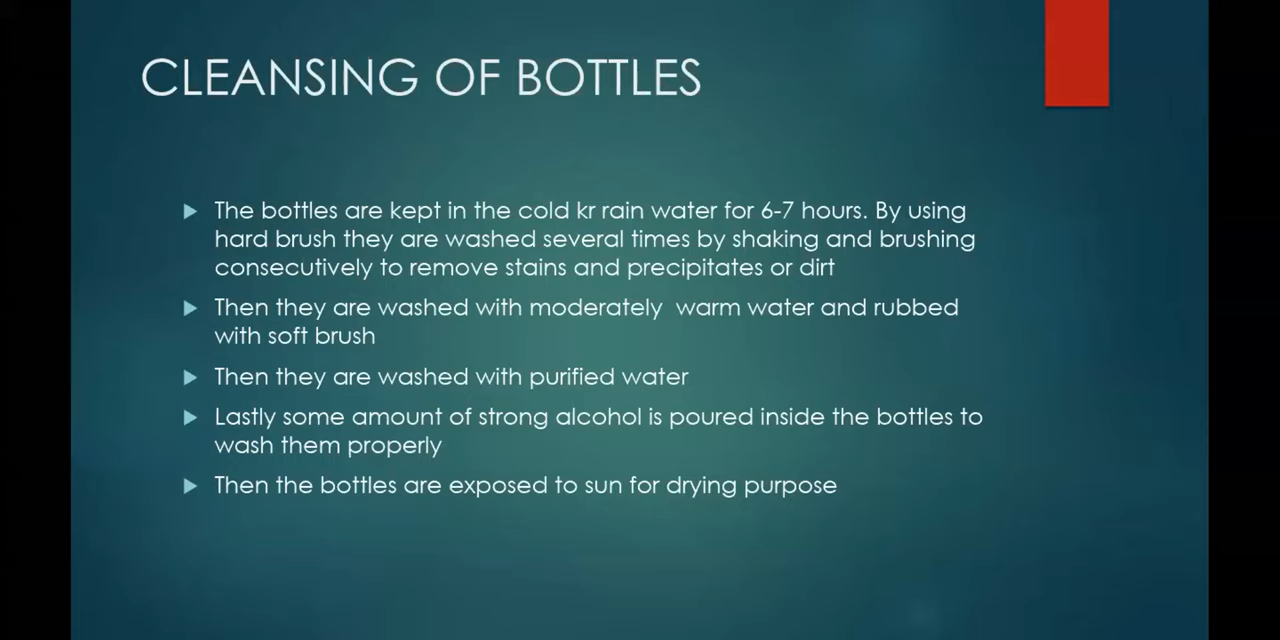 CLEANSING OF BOTTLES
The bottles are kept in the cold kr rain water for 6-7 hours. By using
hard brush they are washed several times by shaking and brushing
consecutively to remove stains and precipitates or dirt
Then they are washed with moderately  warm water and rubbed
with soft brush
Then they are washed with purified water
Lastly some amount of strong alcohol is poured inside the bottles to
wash them properly
Then the bottles are exposed to sun for drying purpose